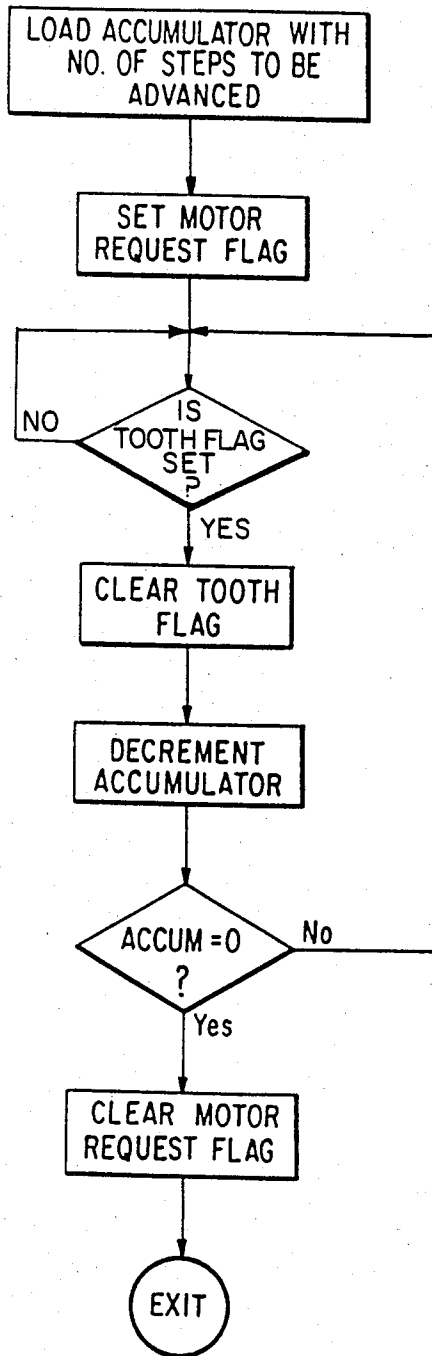 LOAD ACCUMULATOR WITH
NO. OF STEPS TO BE
ADVANCED
SET MOTOR
REQUEST FLAG
IS
TOOTH FLAG
SET
?
NO
YES
CLEAR TOOTH
FLAG
DECREMENT
ACCUMULATOR
ACCUM = 0
?
No
Yes
CLEAR MOTOR
REQUEST FLAG
EXIT